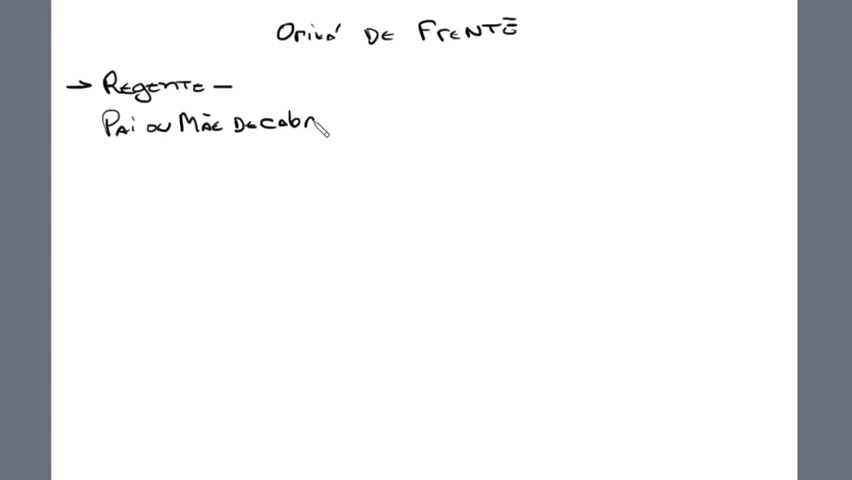 Orixá DE FRENTE
→ REgENTE —
PAi ou MÃE DE cabe